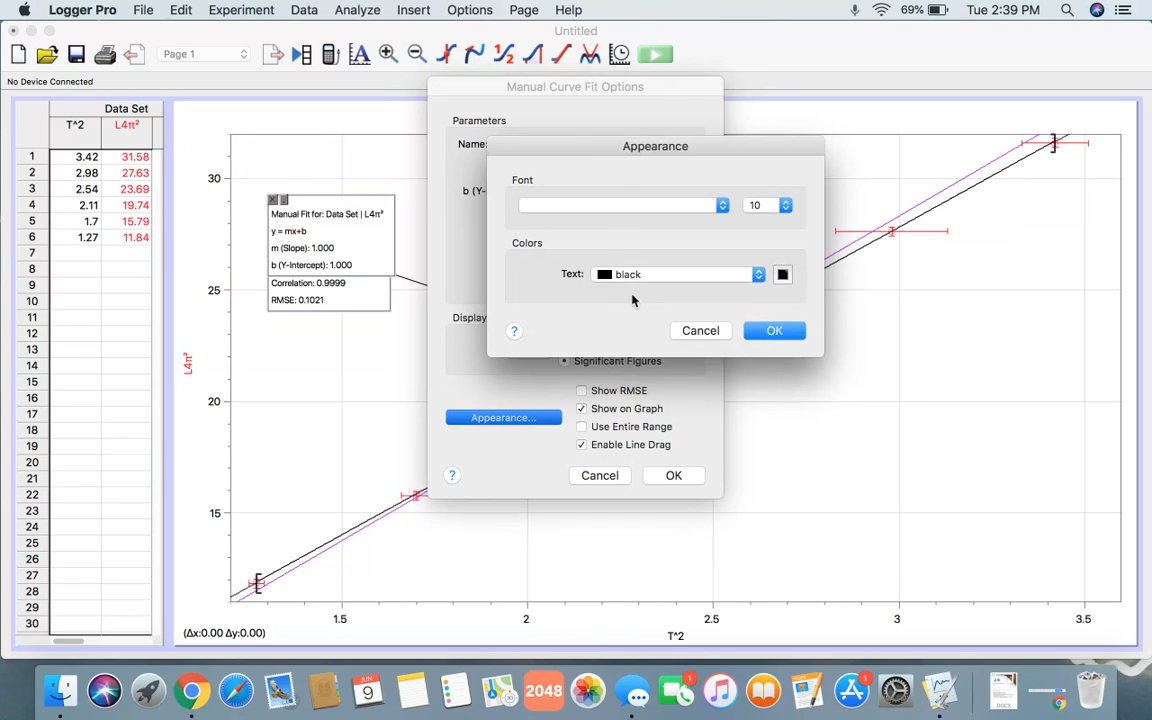 Logger Pro File Edit Experiment Data Analyze Insert Options Page Help 69% Tue 2:39 PM
Untitled
Page 1
No Device Connected
Data Set
T^2 L4π²
1 3.42 31.58
2 2.98 27.63
3 2.54 23.69
4 2.11 19.74
5 1.7 15.79
6 1.27 11.84
7
8
9
10
11
12
13
14
15
16
17
18
19
20
21
22
23
24
25
26
27
28
29
30
L4π²
30
25
20
15
1.5 2 2.5 3 3.5
T^2
(Δx:0.00 Δy:0.00)
Manual Fit for: Data Set | L4π²
y = mx+b
m (Slope): 1.000
b (Y-Intercept): 1.000
Correlation: 0.9999
RMSE: 0.1021
Manual Curve Fit Options
Parameters
Name:
b (Y-
Display
Significant Figures
Show RMSE
Show on Graph
Use Entire Range
Enable Line Drag
Appearance...
? Cancel OK
Appearance
Font
10
Colors
Text: black
? Cancel OK
JUN
9
2048
1
1
.DOCX